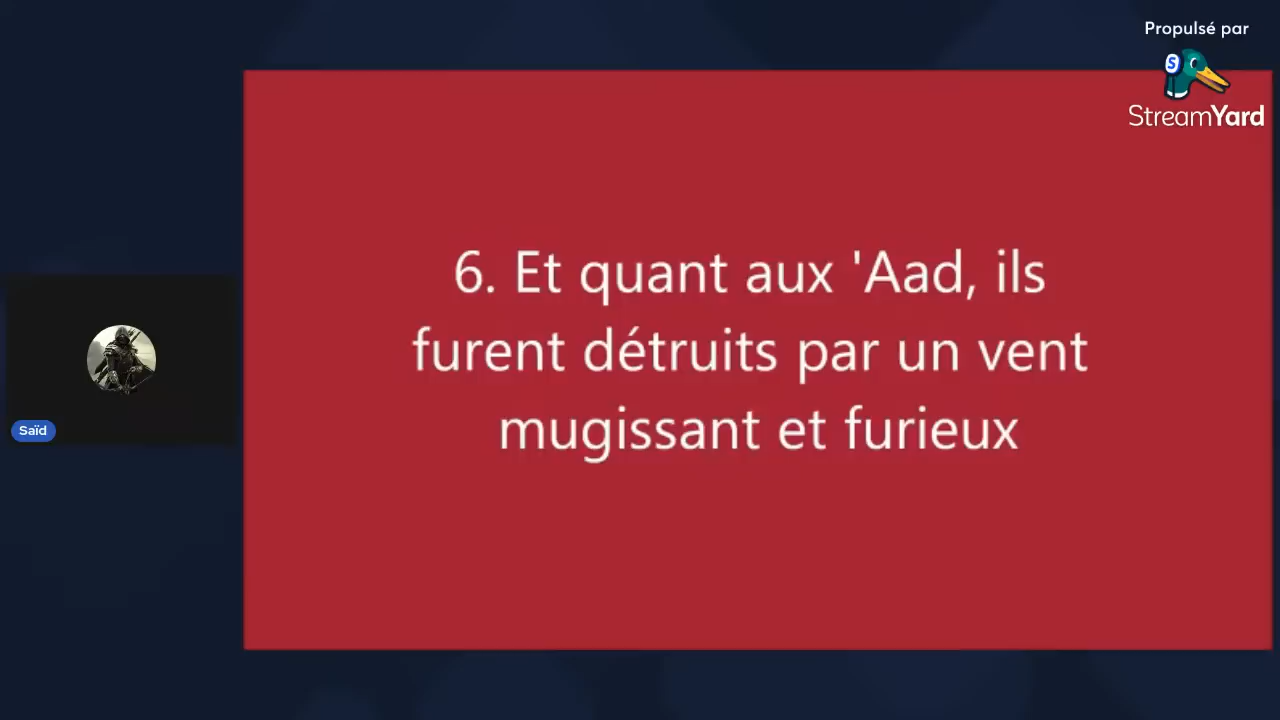 Propulsé par
S
StreamYard
6. Et quant aux 'Aad, ils
furent détruits par un vent
mugissant et furieux
Saïd